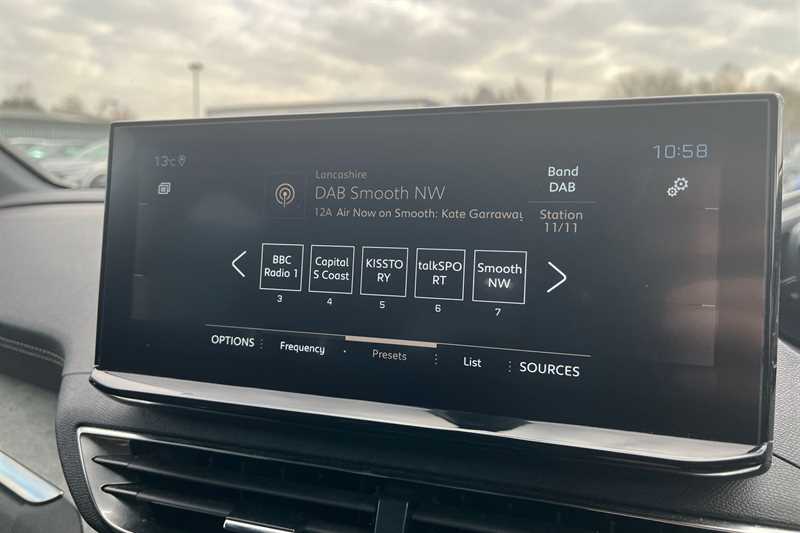 13°C
10:58
Lancashire
DAB Smooth NW
12A Air Now on Smooth: Kate Garraway
Band
DAB
Station
11/11
BBC
Radio 1
3
Capital
S Coast
4
KISSTO
RY
5
talkSPO
RT
6
Smooth
NW
7
OPTIONS
Frequency
Presets
List
SOURCES